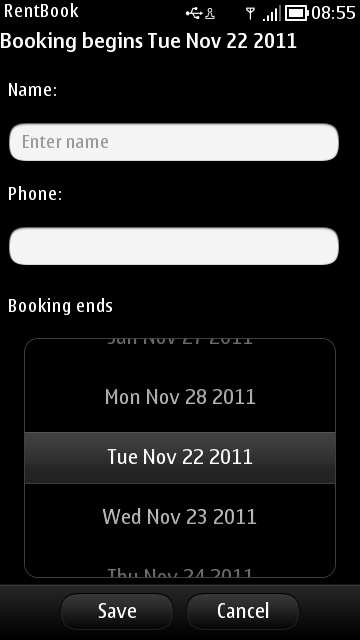 RentBook 08:55
Booking begins Tue Nov 22 2011
Name:
Enter name
Phone:
Booking ends
Sun Nov 27 2011
Mon Nov 28 2011
Tue Nov 22 2011
Wed Nov 23 2011
Thu Nov 24 2011
Save Cancel